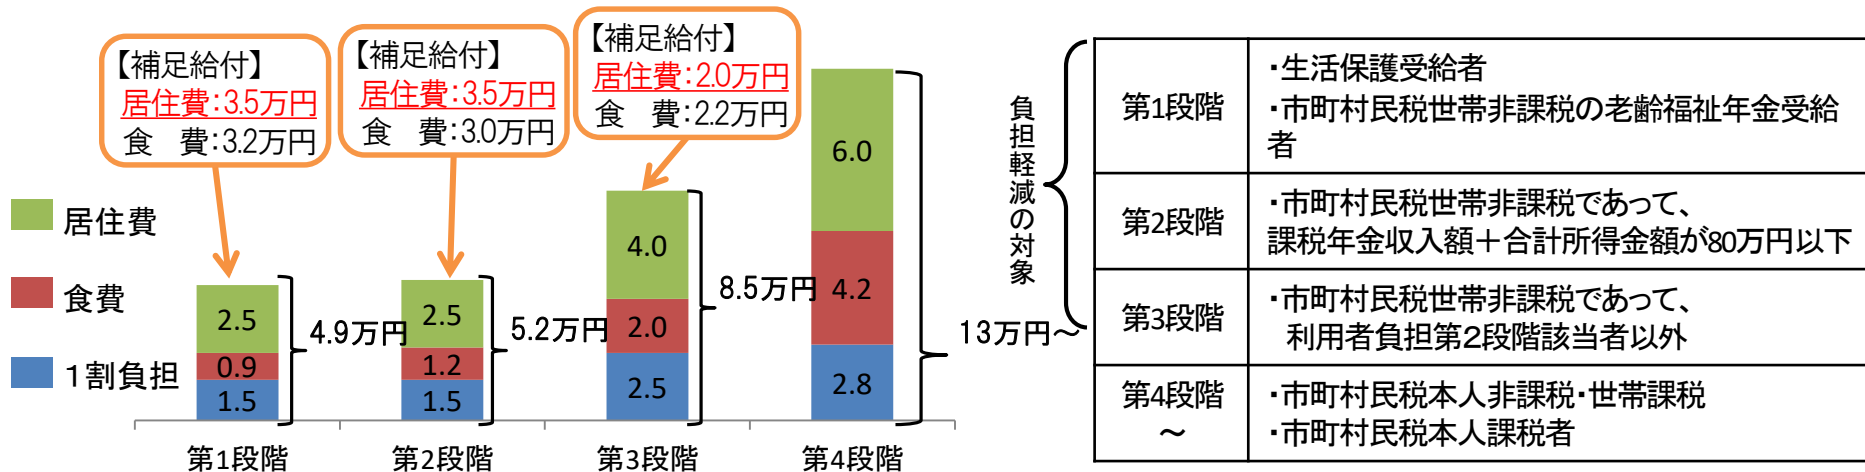 【補足給付】
居住費:3.5万円
食　費:3.2万円
【補足給付】
居住費:3.5万円
食　費:3.0万円
【補足給付】
居住費:2.0万円
食　費:2.2万円
居住費
食費
1割負担
2.5
0.9
1.5
4.9万円
2.5
1.2
1.5
5.2万円
4.0
2.0
2.5
8.5万円
6.0
4.2
2.8
13万円～
第1段階
第2段階
第3段階
第4段階
負担軽減の対象
第1段階
・生活保護受給者
・市町村民税世帯非課税の老齢福祉年金受給
者
第2段階
・市町村民税世帯非課税であって、
課税年金収入額＋合計所得金額が80万円以下
第3段階
・市町村民税世帯非課税であって、
利用者負担第2段階該当者以外
第4段階
～
・市町村民税本人非課税・世帯課税
・市町村民税本人課税者